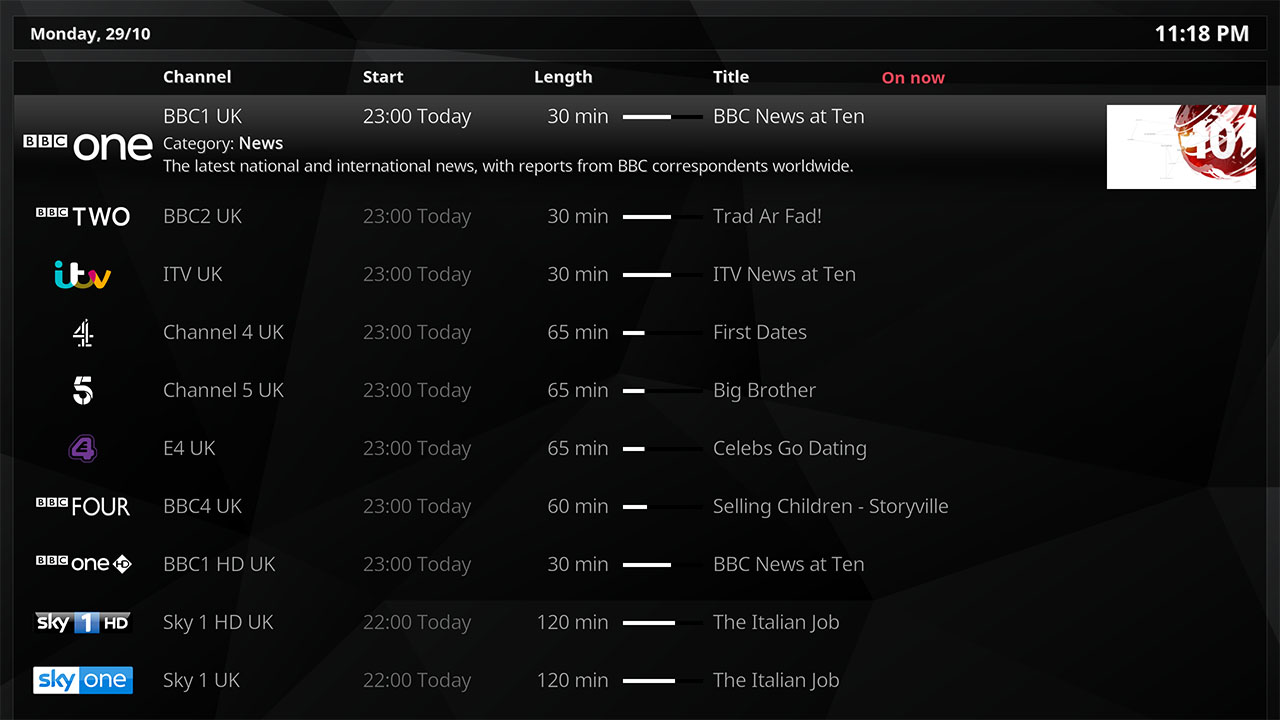 Monday, 29/10 11:18 PM
Channel Start Length Title On now
BBC one BBC1 UK 23:00 Today 30 min BBC News at Ten
Category: News
The latest national and international news, with reports from BBC correspondents worldwide.
BBC TWO BBC2 UK 23:00 Today 30 min Trad Ar Fad!
itv ITV UK 23:00 Today 30 min ITV News at Ten
4 Channel 4 UK 23:00 Today 65 min First Dates
5 Channel 5 UK 23:00 Today 65 min Big Brother
4 E4 UK 23:00 Today 65 min Celebs Go Dating
BBC FOUR BBC4 UK 23:00 Today 60 min Selling Children - Storyville
BBC one HD BBC1 HD UK 23:00 Today 30 min BBC News at Ten
sky 1 HD Sky 1 HD UK 22:00 Today 120 min The Italian Job
sky one Sky 1 UK 22:00 Today 120 min The Italian Job